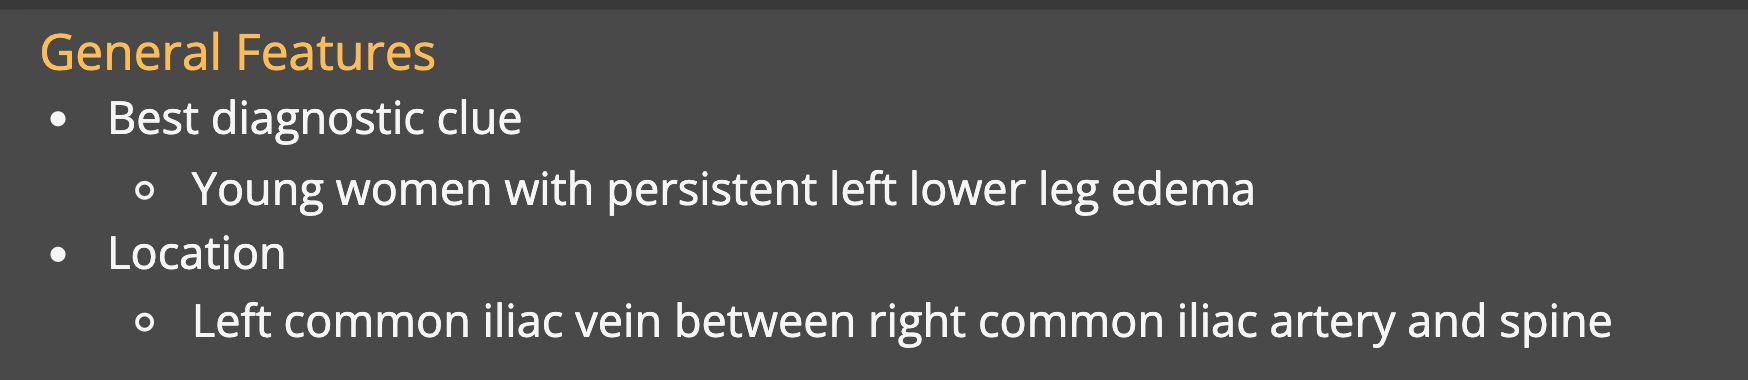 General Features
• Best diagnostic clue
○ Young women with persistent left lower leg edema
• Location
○ Left common iliac vein between right common iliac artery and spine